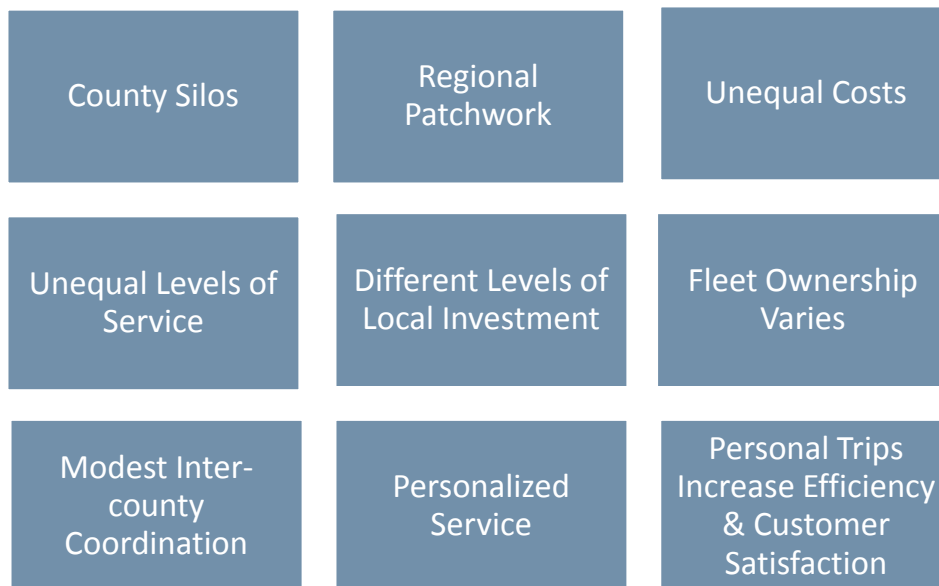 County Silos
Regional
Patchwork
Unequal Costs
Unequal Levels of
Service
Different Levels of
Local Investment
Fleet Ownership
Varies
Modest Inter-
county
Coordination
Personalized
Service
Personal Trips
Increase Efficiency
& Customer
Satisfaction